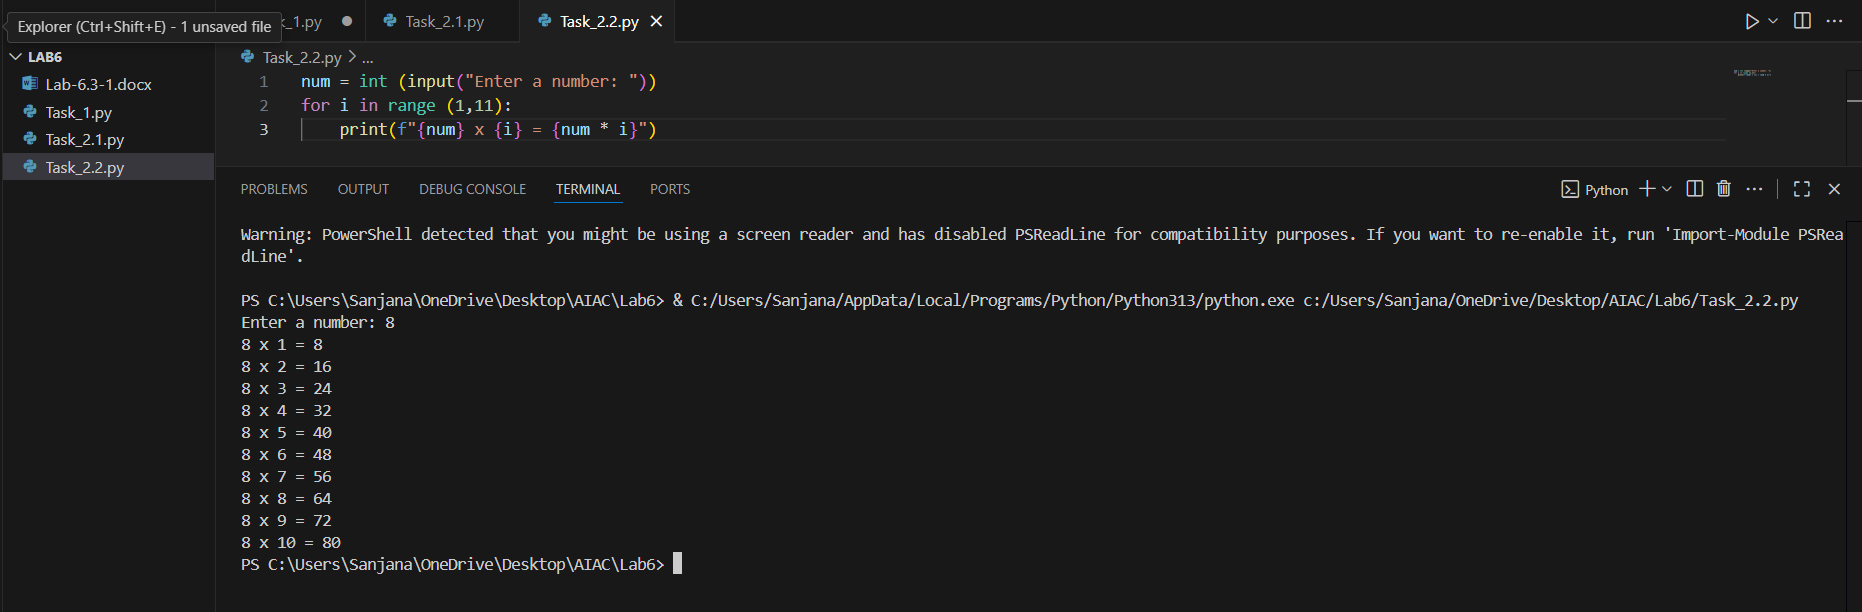 Explorer (Ctrl+Shift+E) - 1 unsaved file
_1.py
Task_2.1.py
Task_2.2.py
LAB6
Lab-6.3-1.docx
Task_1.py
Task_2.1.py
Task_2.2.py
Task_2.2.py > ...
1 num = int (input("Enter a number: "))
2 for i in range (1,11):
3     print(f"{num} x {i} = {num * i}")
PROBLEMS OUTPUT DEBUG CONSOLE TERMINAL PORTS
Python
Warning: PowerShell detected that you might be using a screen reader and has disabled PSReadLine for compatibility purposes. If you want to re-enable it, run 'Import-Module PSRea
dLine'.
PS C:\Users\Sanjana\OneDrive\Desktop\AIAC\Lab6> & C:/Users/Sanjana/AppData/Local/Programs/Python/Python313/python.exe c:/Users/Sanjana/OneDrive/Desktop/AIAC/Lab6/Task_2.2.py
Enter a number: 8
8 x 1 = 8
8 x 2 = 16
8 x 3 = 24
8 x 4 = 32
8 x 5 = 40
8 x 6 = 48
8 x 7 = 56
8 x 8 = 64
8 x 9 = 72
8 x 10 = 80
PS C:\Users\Sanjana\OneDrive\Desktop\AIAC\Lab6>